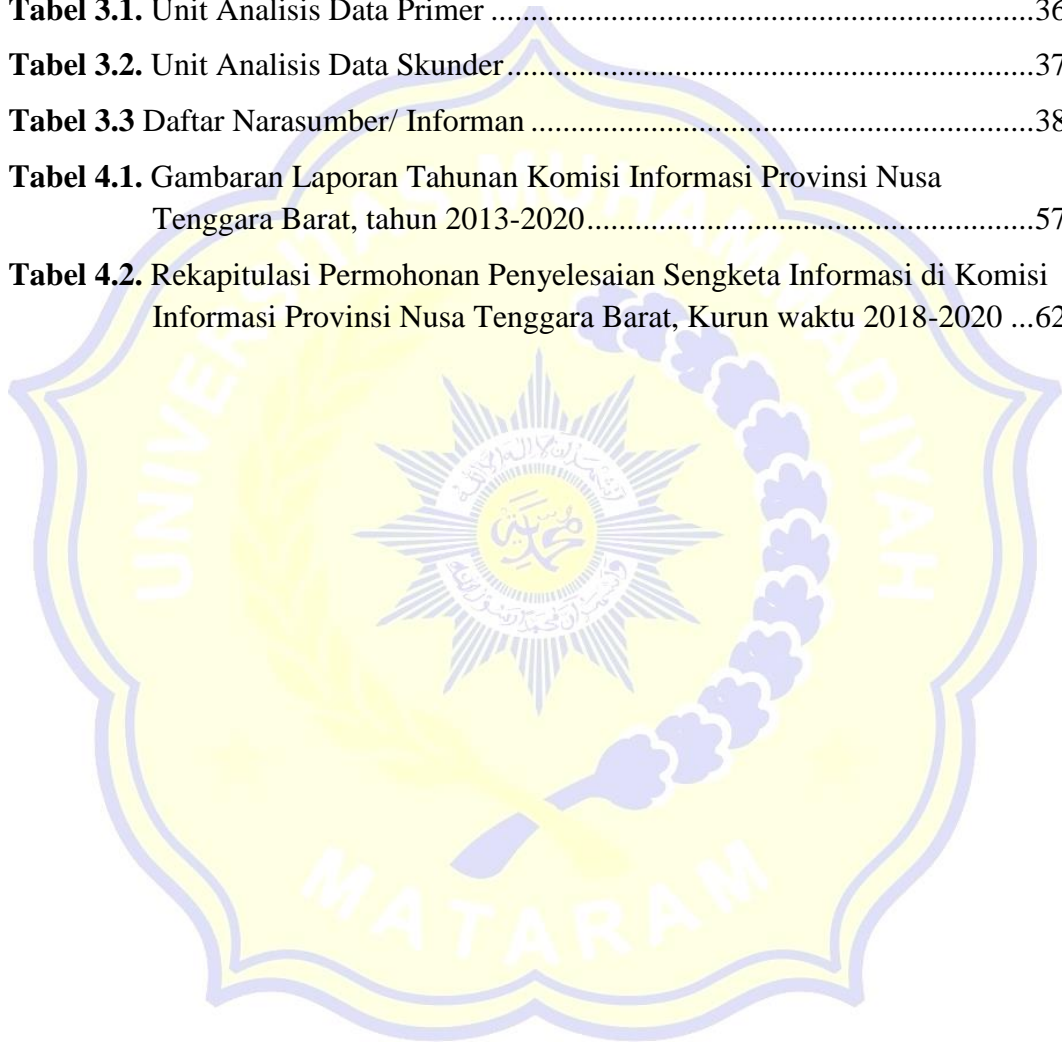 Tabel 3.1. Unit Analisis Data Primer ....................................................................36
Tabel 3.2. Unit Analisis Data Skunder..................................................................37
Tabel 3.3 Daftar Narasumber/ Informan ...............................................................38
Tabel 4.1. Gambaran Laporan Tahunan Komisi Informasi Provinsi Nusa
Tenggara Barat, tahun 2013-2020........................................................57
Tabel 4.2. Rekapitulasi Permohonan Penyelesaian Sengketa Informasi di Komisi
Informasi Provinsi Nusa Tenggara Barat, Kurun waktu 2018-2020 ...62
UNIVERSITAS MUHAMMADIYAH
MATARAM